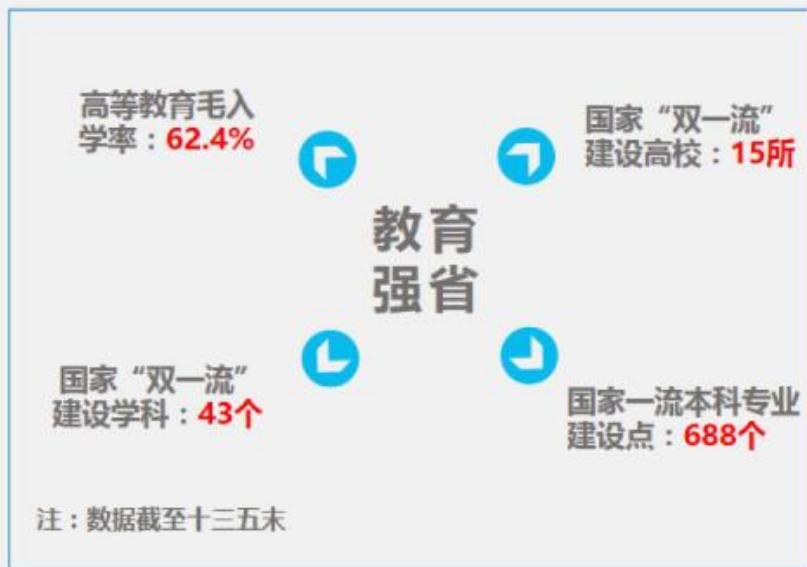 高等教育毛入
学率：62.4%
国家“双一流”
建设高校：15所
教育
强省
国家“双一流”
建设学科：43个
国家一流本科专业
建设点：688个
注：数据截至十三五末